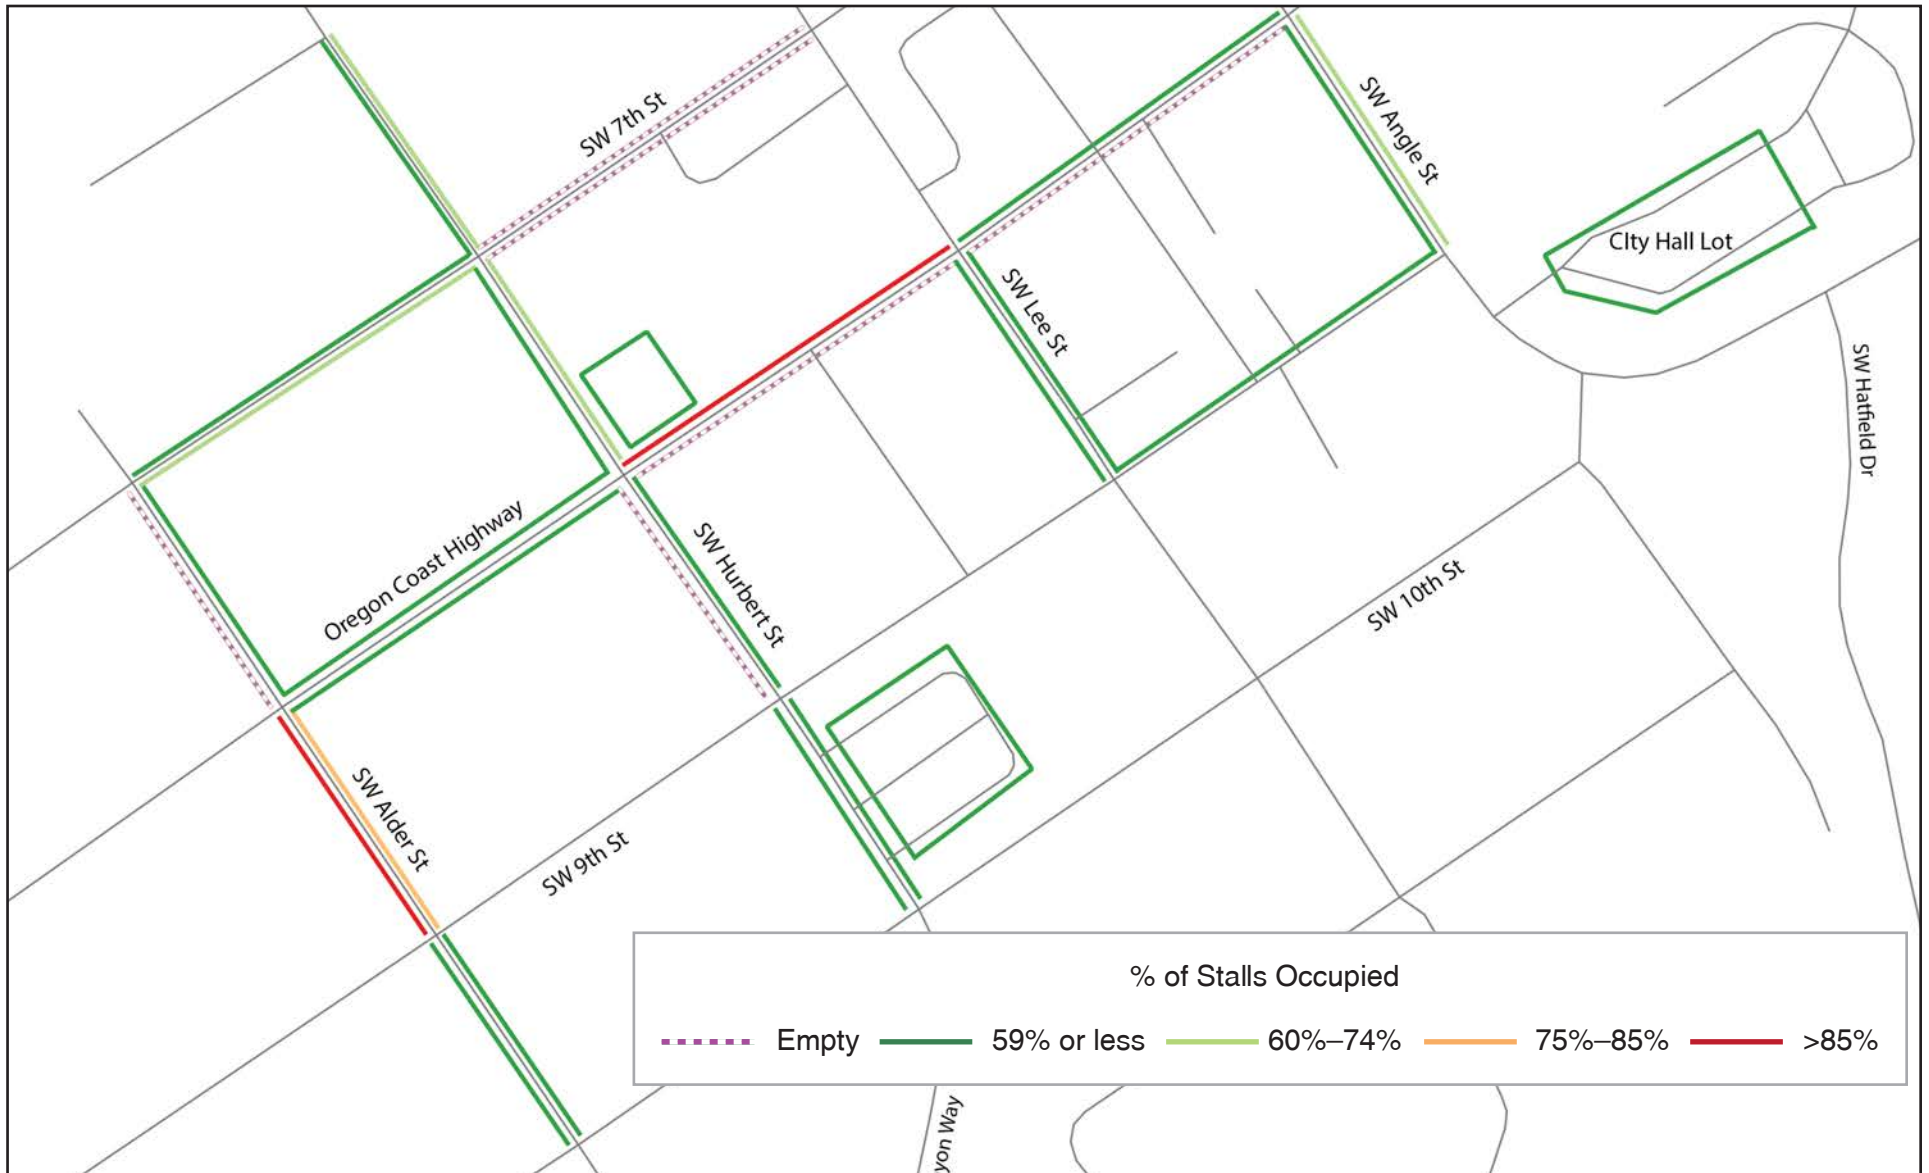 SW 7th St
SW Angle St
CIty Hall Lot
SW Lee St
SW Hatfield Dr
Oregon Coast Highway
SW Hurbert St
SW 10th St
SW Alder St
SW 9th St
% of Stalls Occupied
Empty 59% or less 60%–74% 75%–85% >85%
yon Way